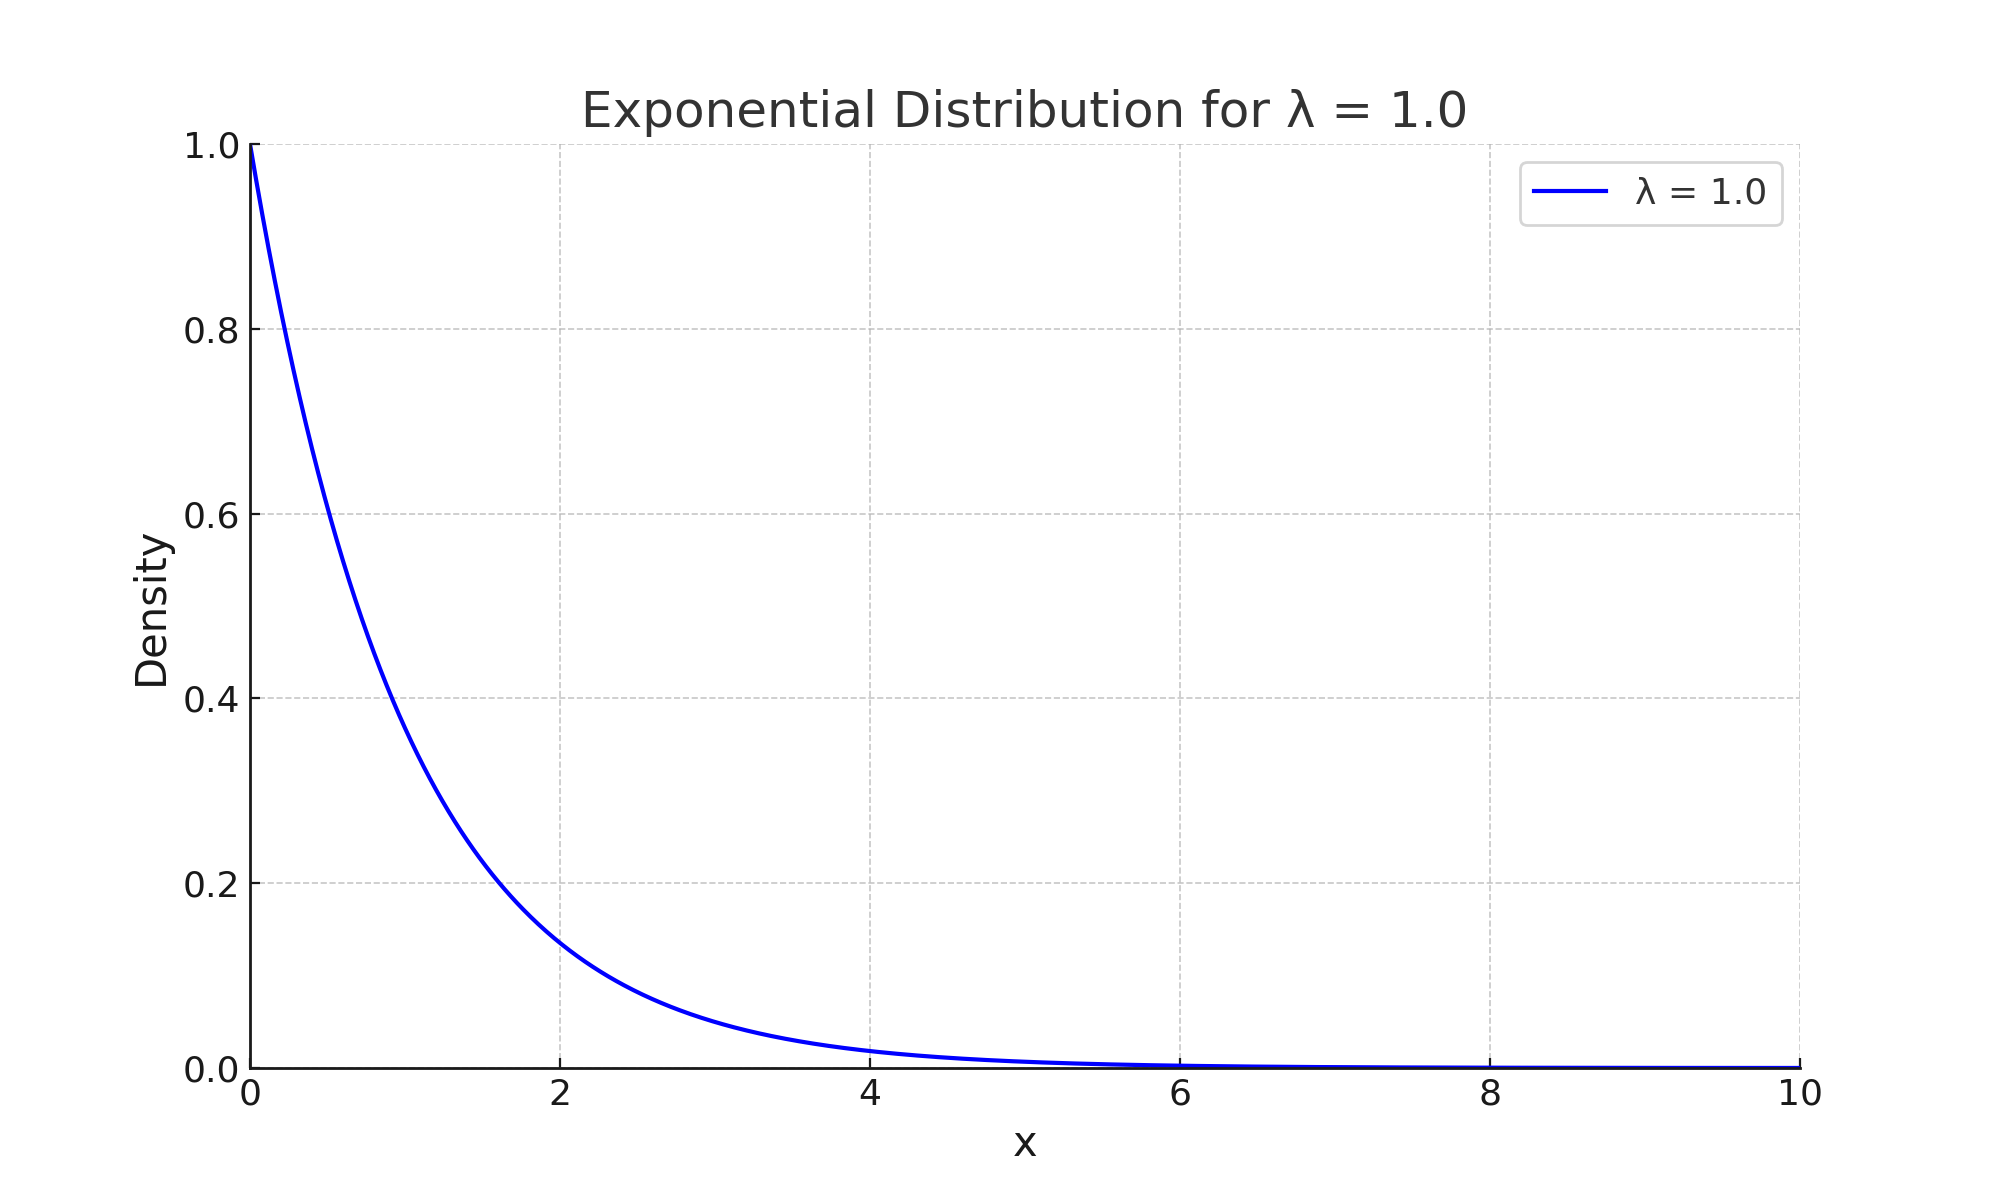 Exponential Distribution for λ = 1.0
λ = 1.0
Density
1.0
0.8
0.6
0.4
0.2
0.0
0 2 4 6 8 10
x